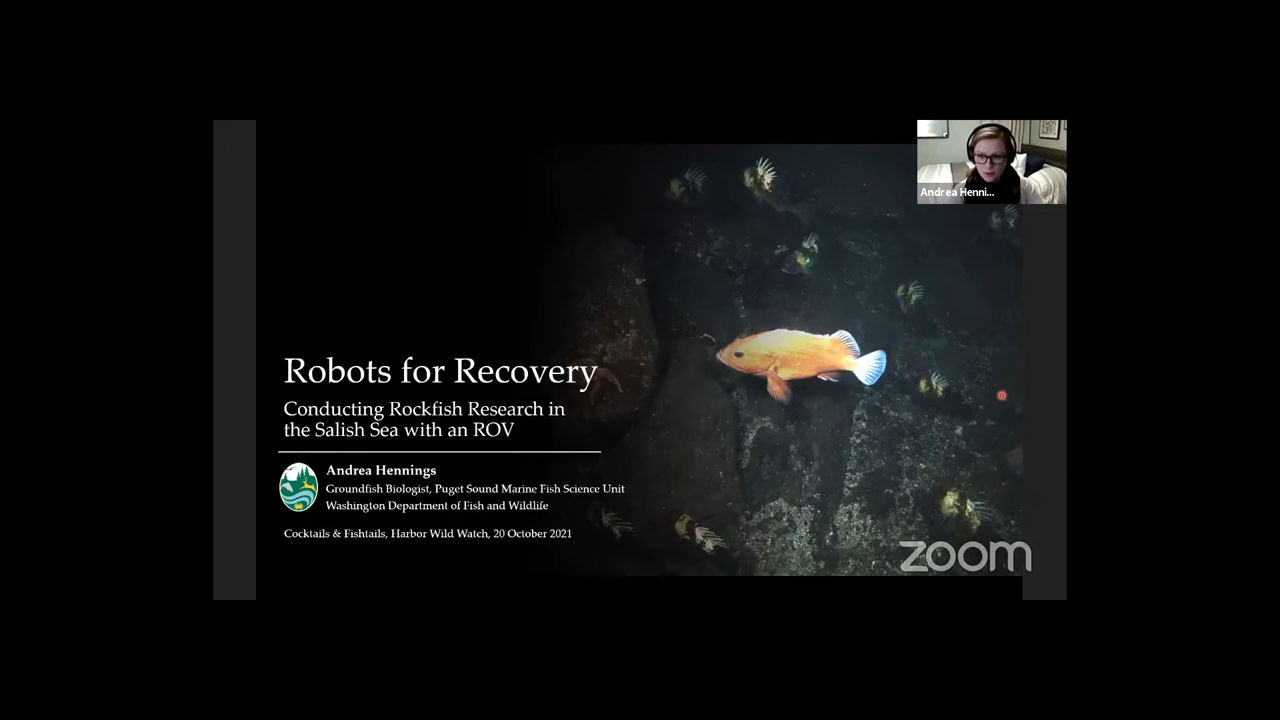 Andrea Henni...
Robots for Recovery
Conducting Rockfish Research in
the Salish Sea with an ROV
Andrea Hennings
Groundfish Biologist, Puget Sound Marine Fish Science Unit
Washington Department of Fish and Wildlife
Cocktails & Fishtails, Harbor Wild Watch, 20 October 2021
zoom